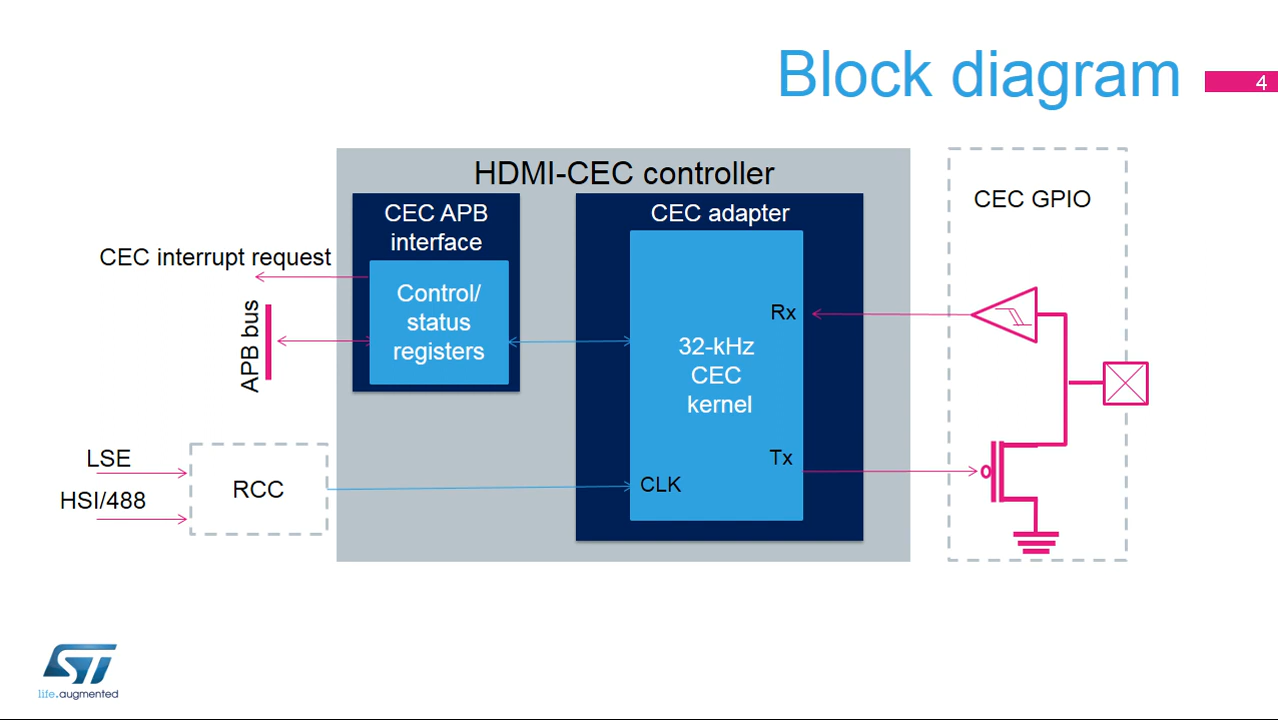 Block diagram
4
HDMI-CEC controller
CEC GPIO
CEC APB
interface
CEC adapter
CEC interrupt request
Control/
status
registers
APB bus
Rx
32-kHz
CEC
kernel
Tx
CLK
LSE
HSI/488
RCC
ST
life.augmented